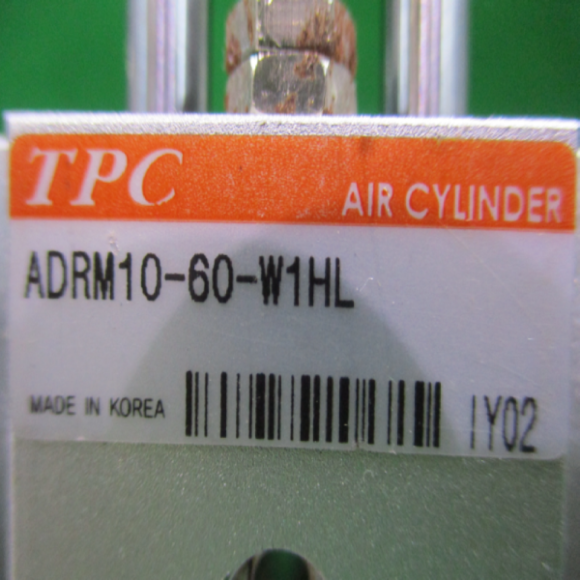 TPC AIR CYLINDER
ADRM10-60-W1HL
MADE IN KOREA IY02